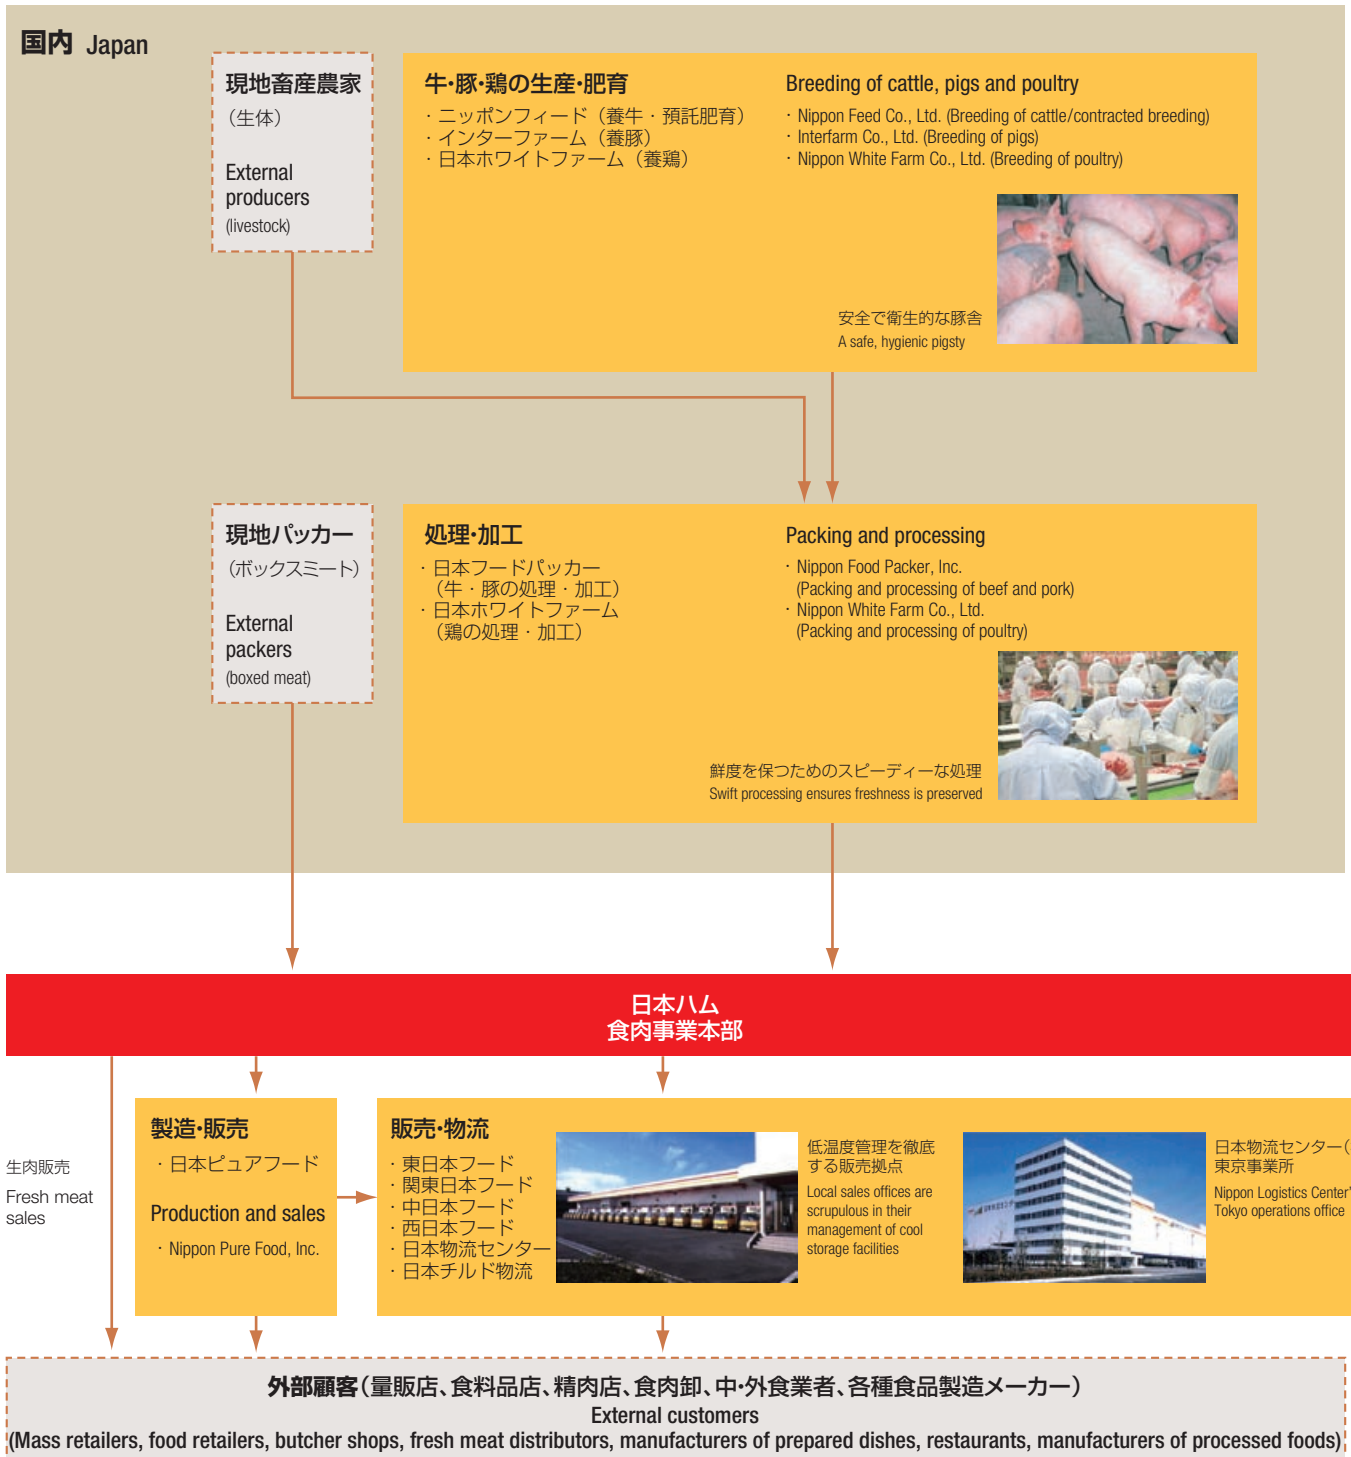 国内 Japan
現地畜産農家
（生体）
External
producers
(livestock)
牛・豚・鶏の生産・肥育
・ニッポンフィード（養牛・預託肥育）
・インターファーム（養豚）
・日本ホワイトファーム（養鶏）
Breeding of cattle, pigs and poultry
· Nippon Feed Co., Ltd. (Breeding of cattle/contracted breeding)
· Interfarm Co., Ltd. (Breeding of pigs)
· Nippon White Farm Co., Ltd. (Breeding of poultry)
安全で衛生的な豚舎
A safe, hygienic pigsty
現地パッカー
（ボックスミート）
External
packers
(boxed meat)
処理・加工
・日本フードパッカー
（牛・豚の処理・加工）
・日本ホワイトファーム
（鶏の処理・加工）
Packing and processing
· Nippon Food Packer, Inc.
(Packing and processing of beef and pork)
· Nippon White Farm Co., Ltd.
(Packing and processing of poultry)
鮮度を保つためのスピーディーな処理
Swift processing ensures freshness is preserved
日本ハム
食肉事業本部
生肉販売
Fresh meat
sales
製造・販売
・日本ピュアフード
Production and sales
· Nippon Pure Food, Inc.
販売・物流
・東日本フード
・関東日本フード
・中日本フード
・西日本フード
・日本物流センター
・日本チルド物流
低温度管理を徹底
する販売拠点
Local sales offices are
scrupulous in their
management of cool
storage facilities
日本物流センター（
東京事業所
Nippon Logistics Center'
Tokyo operations office
外部顧客（量販店、食料品店、精肉店、食肉卸、中・外食業者、各種食品製造メーカー）
External customers
(Mass retailers, food retailers, butcher shops, fresh meat distributors, manufacturers of prepared dishes, restaurants, manufacturers of processed foods)